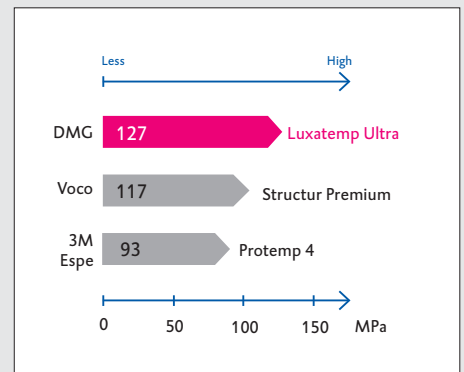 Less High
DMG 127 Luxatemp Ultra
Voco 117 Structur Premium
3M
Espe 93 Protemp 4
0 50 100 150 MPa